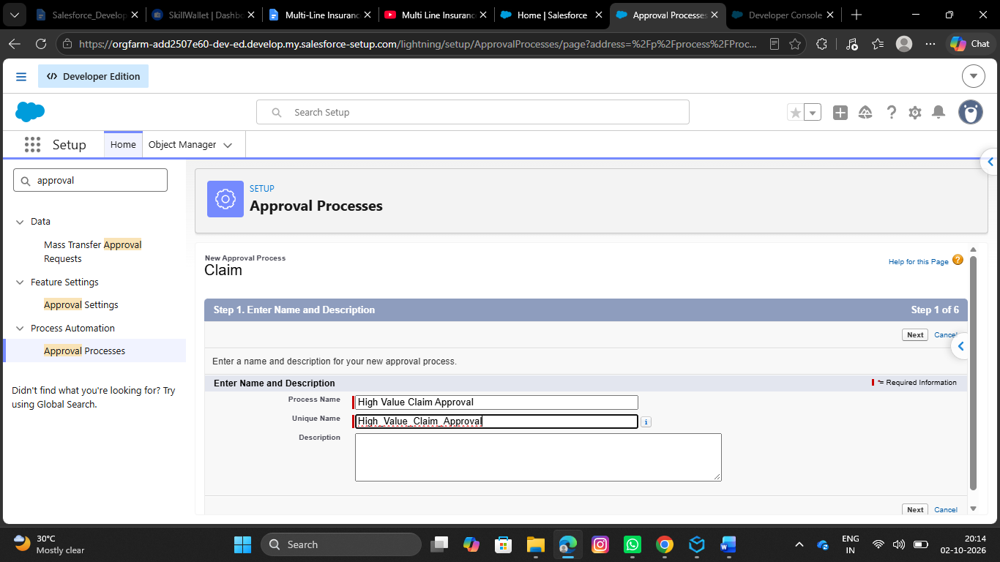 Salesforce_Develop
SkillWallet | Dashbo
Multi-Line Insuranc
Multi Line Insuranc
Home | Salesforce
Approval Processes
Developer Console
https://orgfarm-add2507e60-dev-ed.develop.my.salesforce-setup.com/lightning/setup/ApprovalProcesses/page?address=%2Fp%2Fprocess%2FProc...
Chat
Developer Edition
Search Setup
Setup
Home
Object Manager
approval
Data
Mass Transfer Approval
Requests
Feature Settings
Approval Settings
Process Automation
Approval Processes
Didn't find what you're looking for? Try
using Global Search.
SETUP
Approval Processes
New Approval Process
Claim
Help for this Page
Step 1. Enter Name and Description
Step 1 of 6
Next
Cancel
Enter a name and description for your new approval process.
Enter Name and Description
= Required Information
Process Name
High Value Claim Approval
Unique Name
High_Value_Claim_Approval
i
Description
Next
Cancel
30°C
Mostly clear
Search
ENG
IN
20:14
02-10-2026